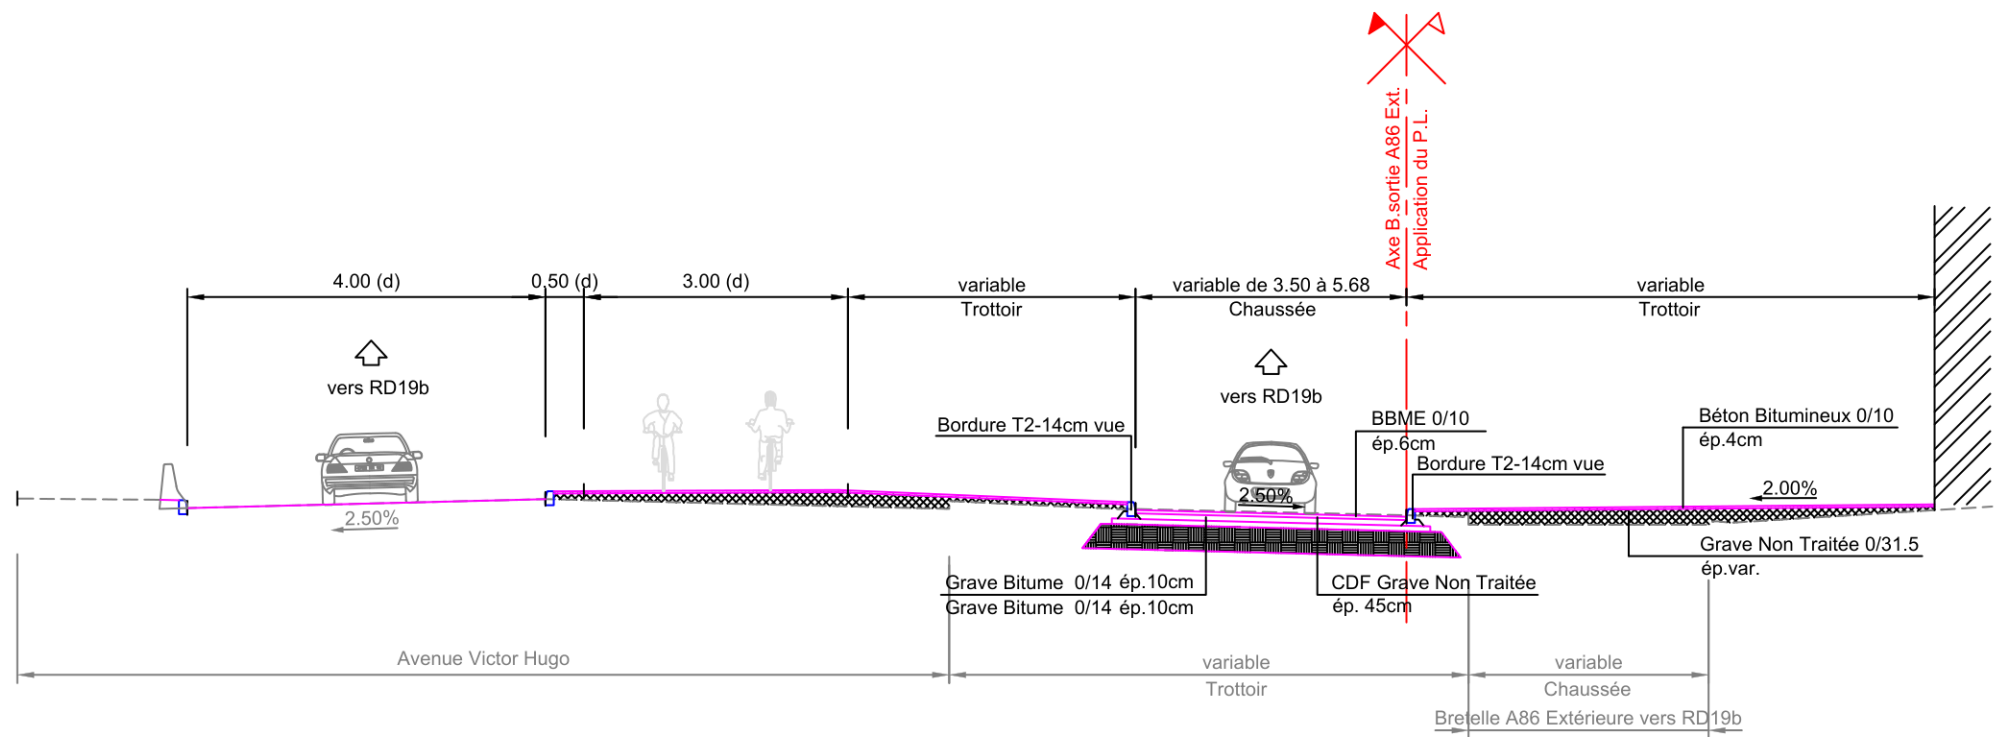 Axe B.sortie A86 Ext.
Application du P.L.
4.00 (d)
0.50 (d)
3.00 (d)
variable
Trottoir
variable de 3.50 à 5.68
Chaussée
variable
Trottoir
vers RD19b
vers RD19b
Bordure T2-14cm vue
BBME 0/10
ép.6cm
Bordure T2-14cm vue
Béton Bitumineux 0/10
ép.4cm
2.50%
2.50%
2.00%
Grave Bitume 0/14 ép.10cm
Grave Bitume 0/14 ép.10cm
CDF Grave Non Traitée
ép. 45cm
Grave Non Traitée 0/31.5
ép.var.
Avenue Victor Hugo
variable
Trottoir
variable
Chaussée
Bretelle A86 Extérieure vers RD19b